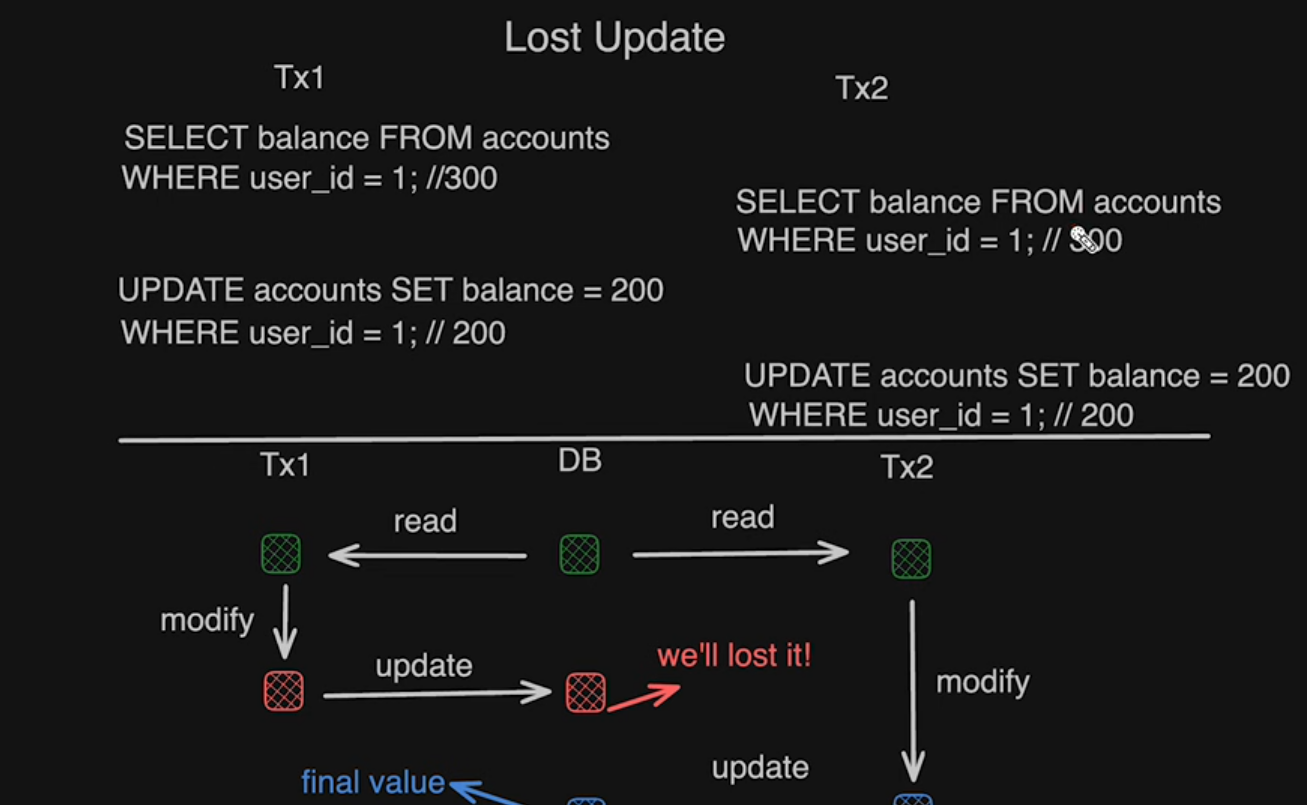 Lost Update
Tx1
Tx2
SELECT balance FROM accounts
WHERE user_id = 1; //300
SELECT balance FROM accounts
WHERE user_id = 1; //
UPDATE accounts SET balance = 200
WHERE user_id = 1; // 200
UPDATE accounts SET balance = 200
WHERE user_id = 1; // 200
Tx1
DB
Tx2
read
read
modify
update
we'll lost it!
modify
update
final value